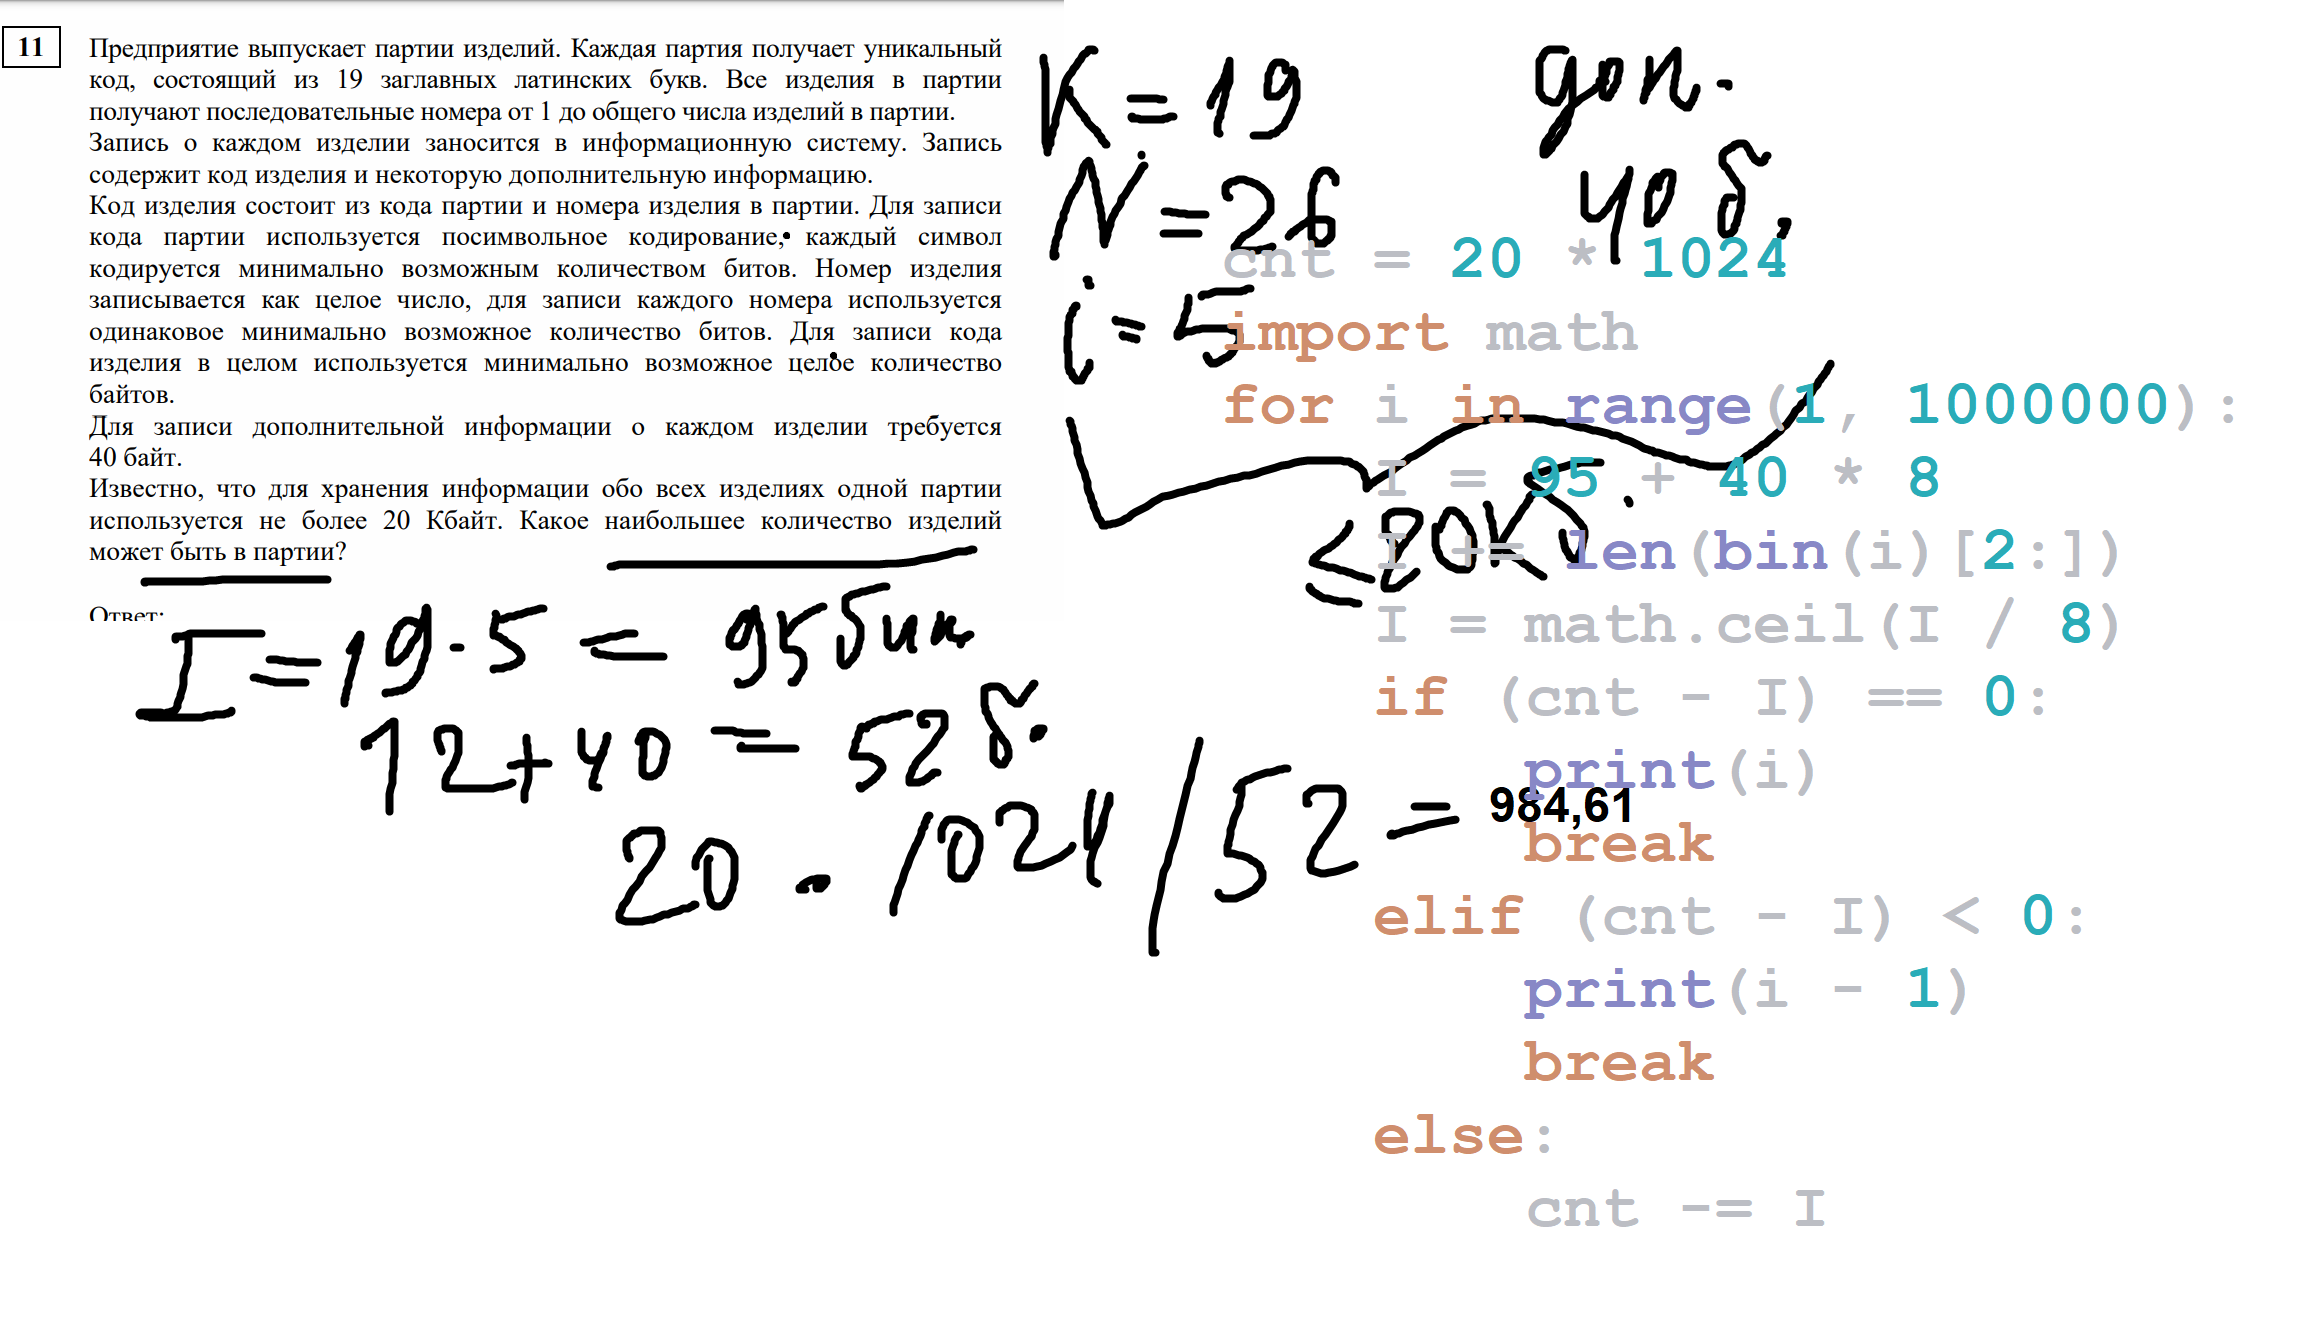 11
Предприятие выпускает партии изделий. Каждая партия получает уникальный
код, состоящий из 19 заглавных латинских букв. Все изделия в партии
получают последовательные номера от 1 до общего числа изделий в партии.
Запись о каждом изделии заносится в информационную систему. Запись
содержит код изделия и некоторую дополнительную информацию.
Код изделия состоит из кода партии и номера изделия в партии. Для записи
кода партии используется посимвольное кодирование, каждый символ
кодируется минимально возможным количеством битов. Номер изделия
записывается как целое число, для записи каждого номера используется
одинаковое минимально возможное количество битов. Для записи кода
изделия в целом используется минимально возможное целое количество
байтов.
Для записи дополнительной информации о каждом изделии требуется
40 байт.
Известно, что для хранения информации обо всех изделиях одной партии
используется не более 20 Кбайт. Какое наибольшее количество изделий
может быть в партии?
Ответ:
K = 19
N = 26
i = 5
доп.
40 б,
≤ 20К
I = 19 · 5 = 95 бит
12 + 40 = 52 б.
20 · 1024 / 52 = 984,61
cnt = 20 * 1024
import math
for i in range(1, 1000000):
I = 95 + 40 * 8
I += len(bin(i)[2:])
I = math.ceil(I / 8)
if (cnt - I) == 0:
print(i)
break
elif (cnt - I) < 0:
print(i - 1)
break
else:
cnt -= I